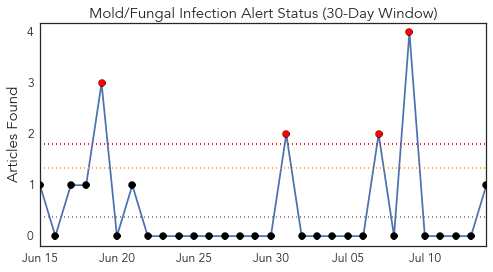 Mold/Fungal Infection Alert Status (30-Day Window)
Articles Found
4
3
2
1
0
Jun 15 Jun 20 Jun 25 Jun 30 Jul 05 Jul 10